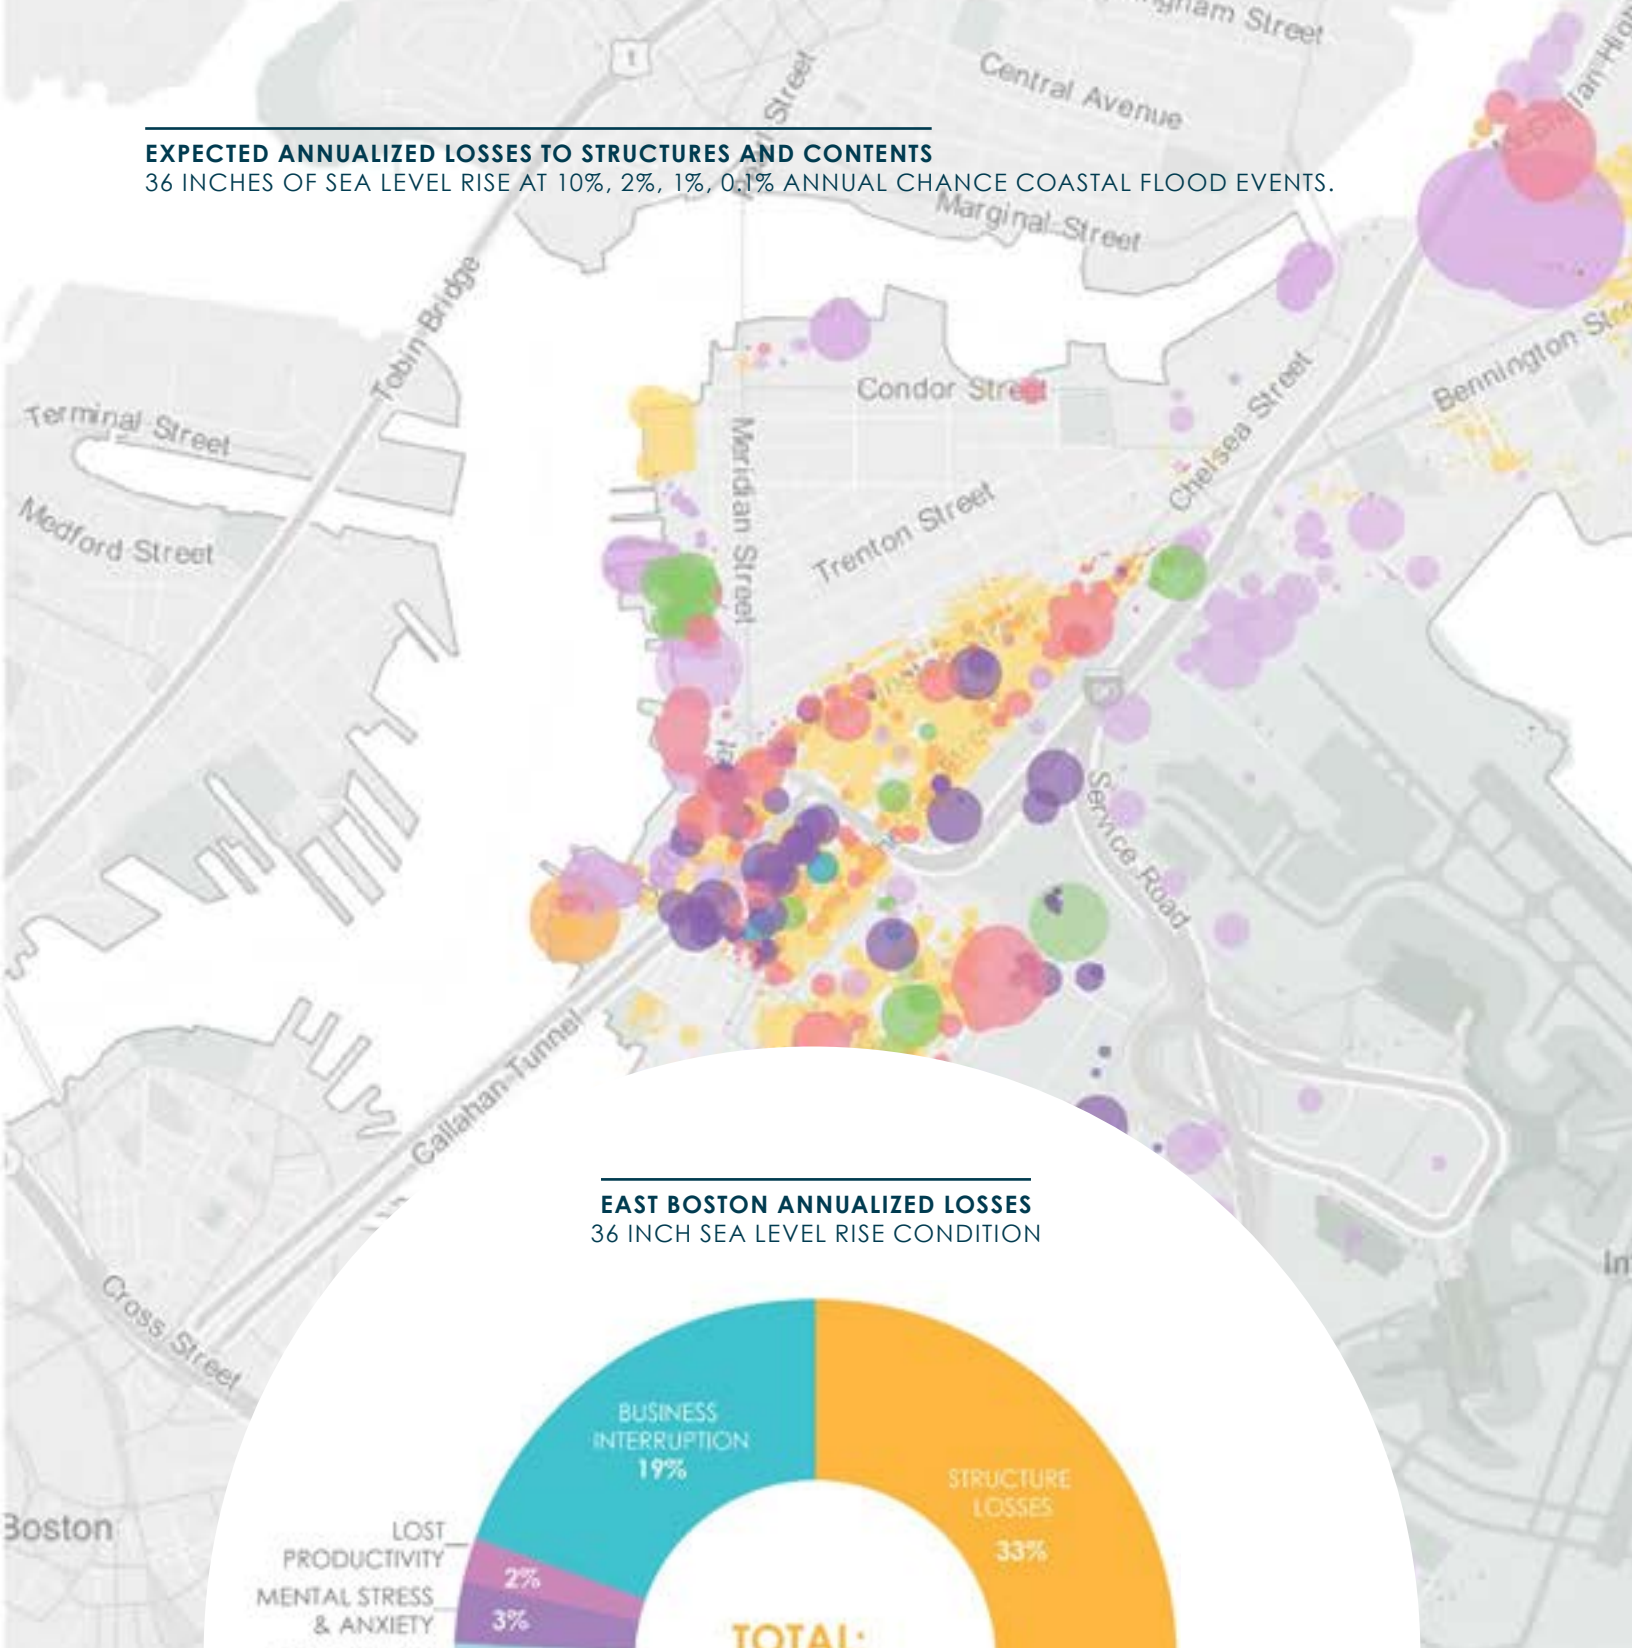 Central Avenue
1
EXPECTED ANNUALIZED LOSSES TO STRUCTURES AND CONTENTS
36 INCHES OF SEA LEVEL RISE AT 10%, 2%, 1%, 0.1% ANNUAL CHANCE COASTAL FLOOD EVENTS.
Street
Street
Marginal Street
Tobin Bridge
Condor Street
Bennington
Terminal Street
Chelsea Street
Meridian Street
Medford Street
Trenton Street
Service Road
Callahan Tunnel
EAST BOSTON ANNUALIZED LOSSES
36 INCH SEA LEVEL RISE CONDITION
Cross Street
BUSINESS
INTERRUPTION
19%
STRUCTURE
LOSSES
33%
Boston
LOST
PRODUCTIVITY
2%
MENTAL STRESS
& ANXIETY
3%
TOTAL: